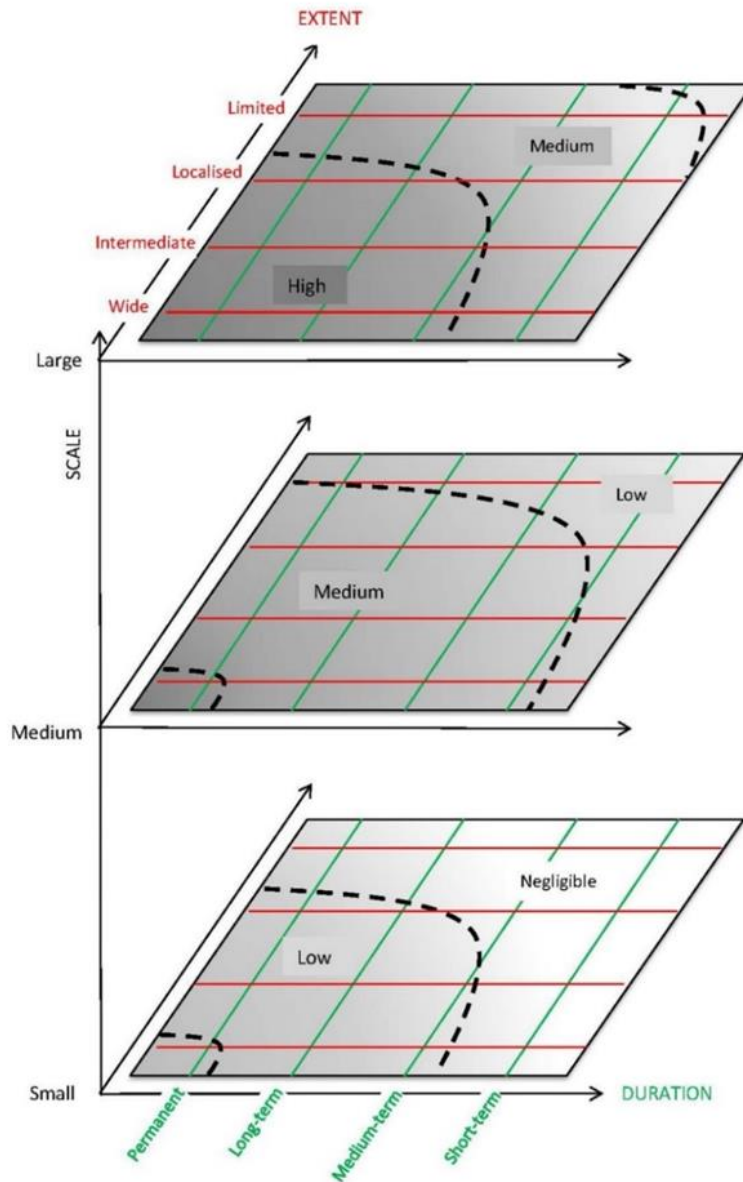 EXTENT
Limited
Medium
Localised
Intermediate
High
Wide
Large
SCALE
Low
Medium
Medium
Negligible
Low
Small
DURATION
Permanent
Long-term
Medium-term
Short-term